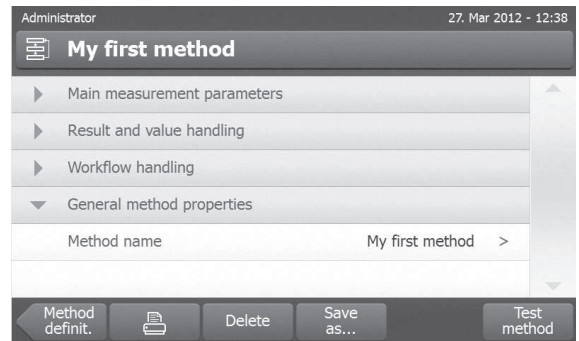 Administrator 27. Mar 2012 - 12:38
My first method
Main measurement parameters
Result and value handling
Workflow handling
General method properties
Method name My first method >
Method definit.
Delete
Save as...
Test method